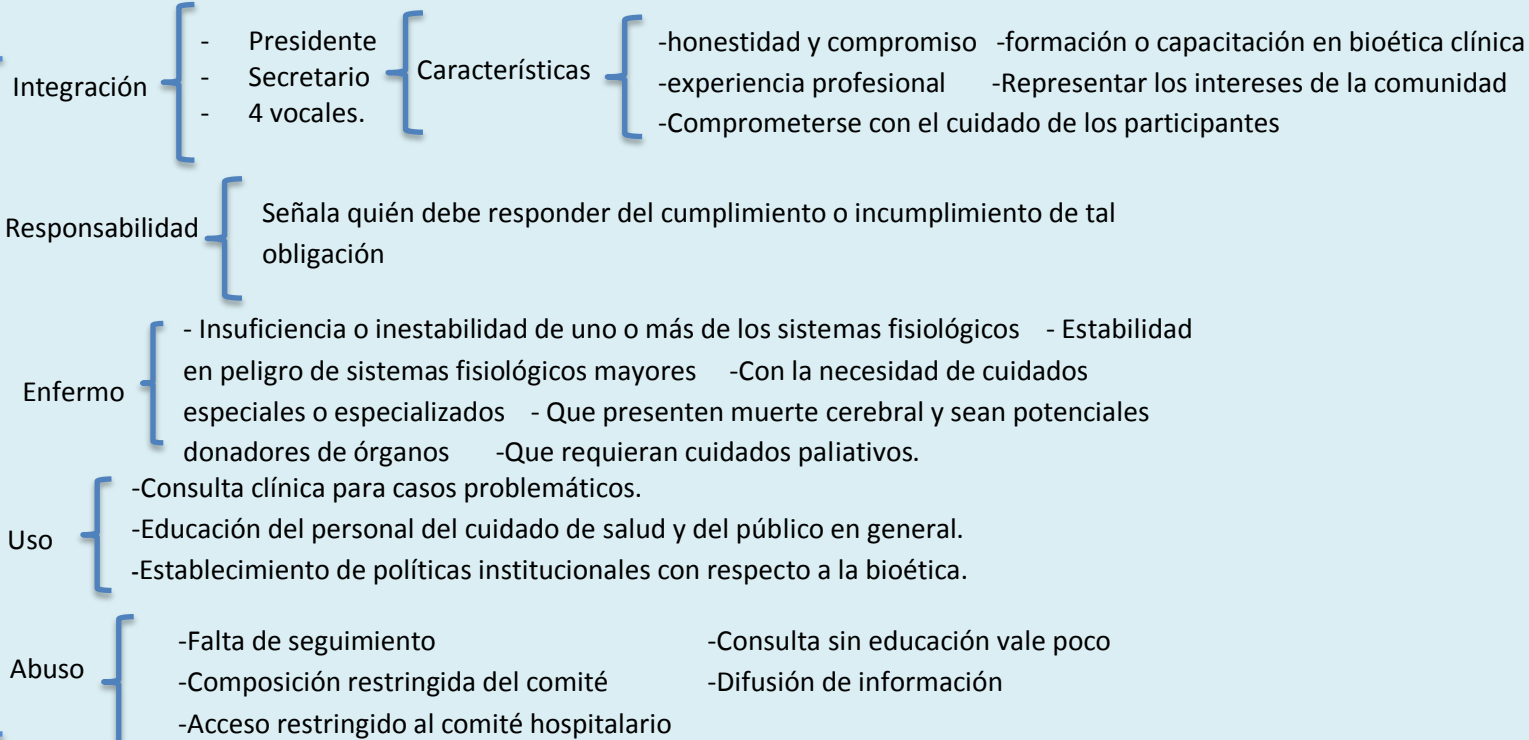 Integración
- Presidente
- Secretario
- 4 vocales.
Características
-honestidad y compromiso -formación o capacitación en bioética clínica
-experiencia profesional -Representar los intereses de la comunidad
-Comprometerse con el cuidado de los participantes
Responsabilidad
Señala quién debe responder del cumplimiento o incumplimiento de tal
obligación
Enfermo
- Insuficiencia o inestabilidad de uno o más de los sistemas fisiológicos - Estabilidad
en peligro de sistemas fisiológicos mayores -Con la necesidad de cuidados
especiales o especializados - Que presenten muerte cerebral y sean potenciales
donadores de órganos -Que requieran cuidados paliativos.
Uso
-Consulta clínica para casos problemáticos.
-Educación del personal del cuidado de salud y del público en general.
-Establecimiento de políticas institucionales con respecto a la bioética.
Abuso
-Falta de seguimiento -Consulta sin educación vale poco
-Composición restringida del comité -Difusión de información
-Acceso restringido al comité hospitalario